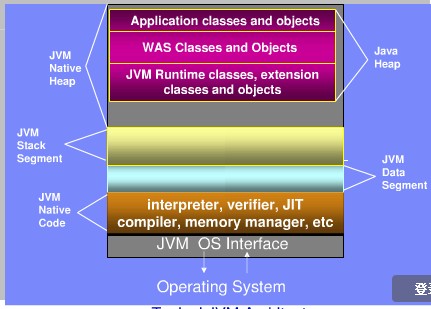 Application classes and objects
WAS Classes and Objects
JVM Runtime classes, extension
classes and objects
JVM
Native
Heap
Java
Heap
JVM
Stack
Segment
JVM
Data
Segment
JVM
Native
Code
interpreter, verifier, JIT
compiler, memory manager, etc
JVM OS Interface
Operating System
登